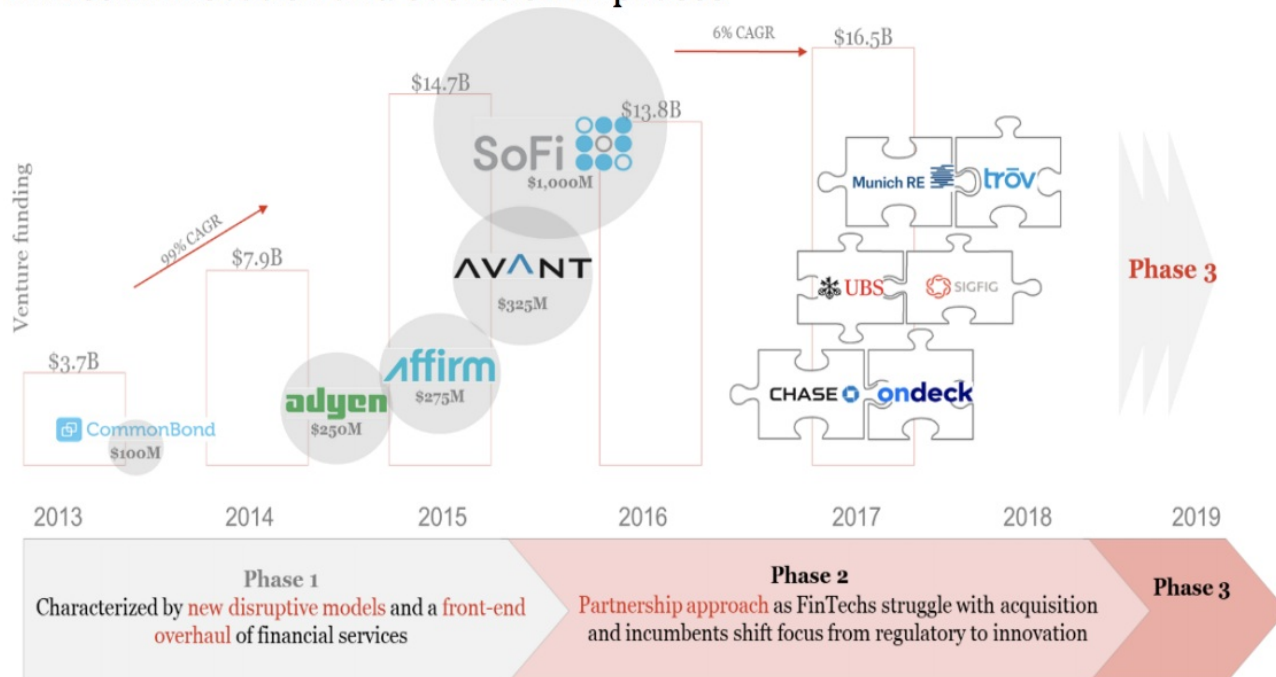 6% CAGR
$16.5B
$14.7B
$13.8B
SoFi
$1,000M
Munich RE
trōv
Venture funding
99% CAGR
$7.9B
AVANT
$325M
UBS
SIGFIG
Phase 3
$3.7B
affirm
$275M
adyen
$250M
CHASE
ondeck
CommonBond
$100M
2013
2014
2015
2016
2017
2018
2019
Phase 1
Characterized by new disruptive models and a front-end
overhaul of financial services
Phase 2
Partnership approach as FinTechs struggle with acquisition
and incumbents shift focus from regulatory to innovation
Phase 3